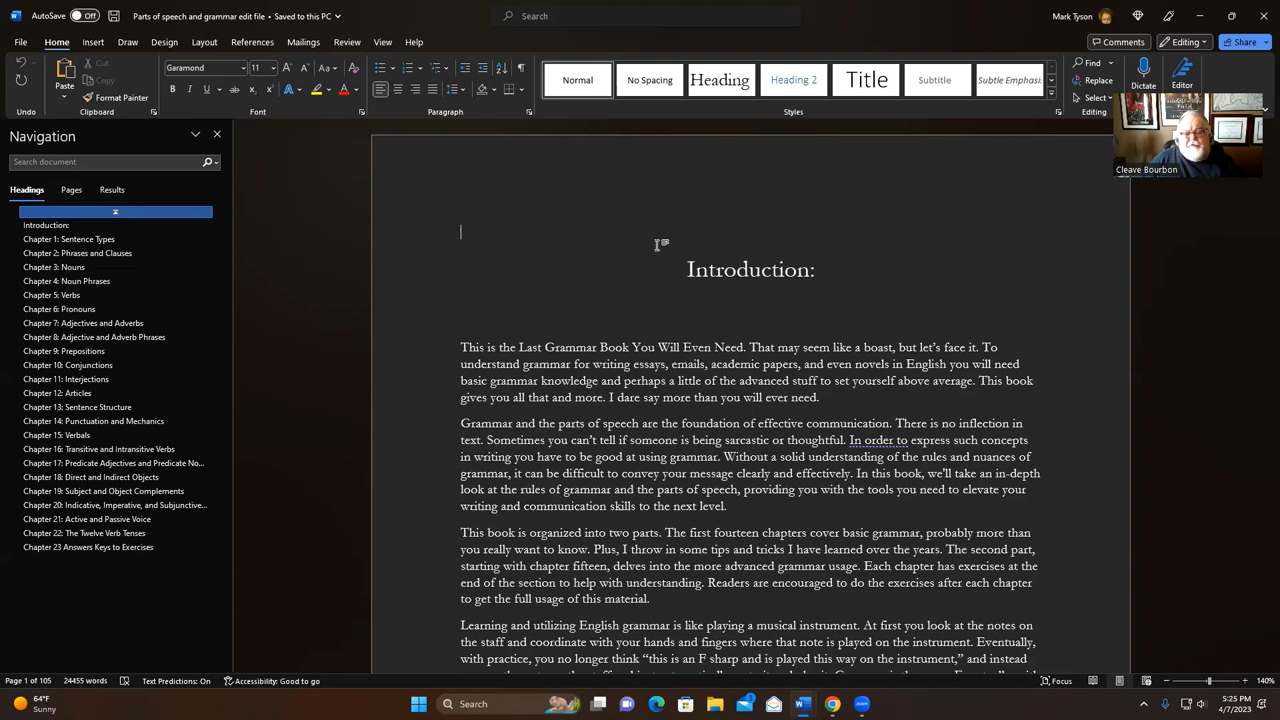 AutoSave Off Parts of speech and grammar edit file • Saved to this PC Search Mark Tyson
File Home Insert Draw Design Layout References Mailings Review View Help Comments Editing Share
Paste Cut Copy Format Painter Garamond 11 Normal No Spacing Heading Heading 2 Title Subtitle Subtle Emphasis Find Replace Select Dictate Editor
Undo Clipboard Font Paragraph Styles Editing
Navigation
Search document
Headings Pages Results
Introduction:
Chapter 1: Sentence Types
Chapter 2: Phrases and Clauses
Chapter 3: Nouns
Chapter 4: Noun Phrases
Chapter 5: Verbs
Chapter 6: Pronouns
Chapter 7: Adjectives and Adverbs
Chapter 8: Adjective and Adverb Phrases
Chapter 9: Prepositions
Chapter 10: Conjunctions
Chapter 11: Interjections
Chapter 12: Articles
Chapter 13: Sentence Structure
Chapter 14: Punctuation and Mechanics
Chapter 15: Verbals
Chapter 16: Transitive and Intransitive Verbs
Chapter 17: Predicate Adjectives and Predicate No...
Chapter 18: Direct and Indirect Objects
Chapter 19: Subject and Object Complements
Chapter 20: Indicative, Imperative, and Subjunctive...
Chapter 21: Active and Passive Voice
Chapter 22: The Twelve Verb Tenses
Chapter 23 Answers Keys to Exercises
Cleave Bourbon
Introduction:
This is the Last Grammar Book You Will Even Need. That may seem like a boast, but let's face it. To
understand grammar for writing essays, emails, academic papers, and even novels in English you will need
basic grammar knowledge and perhaps a little of the advanced stuff to set yourself above average. This book
gives you all that and more. I dare say more than you will ever need.
Grammar and the parts of speech are the foundation of effective communication. There is no inflection in
text. Sometimes you can't tell if someone is being sarcastic or thoughtful. In order to express such concepts
in writing you have to be good at using grammar. Without a solid understanding of the rules and nuances of
grammar, it can be difficult to convey your message clearly and effectively. In this book, we'll take an in-depth
look at the rules of grammar and the parts of speech, providing you with the tools you need to elevate your
writing and communication skills to the next level.
This book is organized into two parts. The first fourteen chapters cover basic grammar, probably more than
you really want to know. Plus, I throw in some tips and tricks I have learned over the years. The second part,
starting with chapter fifteen, delves into the more advanced grammar usage. Each chapter has exercises at the
end of the section to help with understanding. Readers are encouraged to do the exercises after each chapter
to get the full usage of this material.
Learning and utilizing English grammar is like playing a musical instrument. At first you look at the notes on
the staff and coordinate with your hands and fingers where that note is played on the instrument. Eventually,
with practice, you no longer think “this is an F sharp and is played this way on the instrument,” and instead
Page 1 of 105 24455 words Text Predictions: On Accessibility: Good to go Focus 140%
64°F
Sunny
Search
5:25 PM
4/7/2023